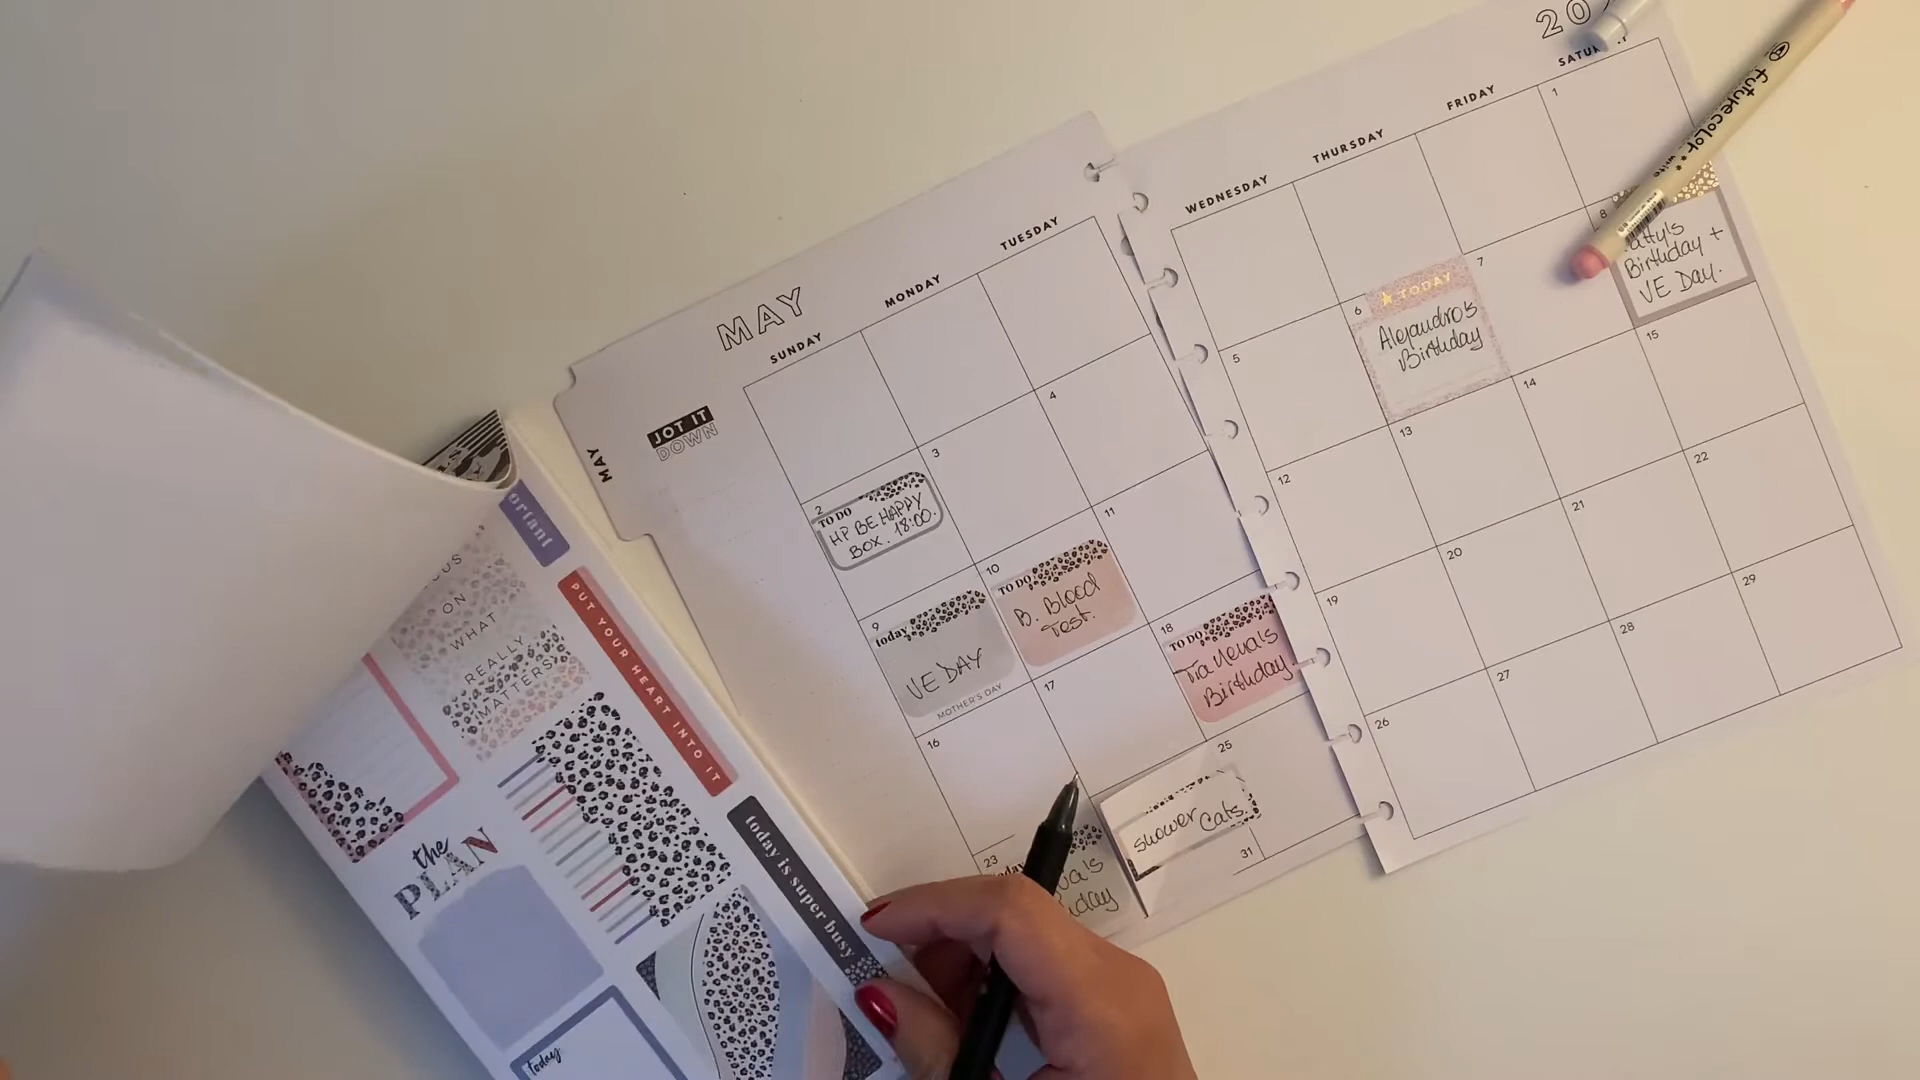 MAY
SUNDAY
MONDAY
TUESDAY
WEDNESDAY
THURSDAY
FRIDAY
JOT IT
DOWN
MAY
1
2
TO DO
HP BE HAPPY
BOX. 18:00.
3
4
5
6
TODAY
Alejandro's
Birthday
7
8
Birthday +
VE Day.
9
today
VE DAY
MOTHER'S DAY
10
TO DO
B. Blood
Test.
11
12
13
14
15
16
17
18
TO DO
Birthday
19
20
21
22
23
25
shower
Cats
26
27
28
29
31
futurecolor
write
ON
WHAT
REALLY
MATTERS
PUT YOUR HEART INTO IT
the
PLAN
today is super busy
today